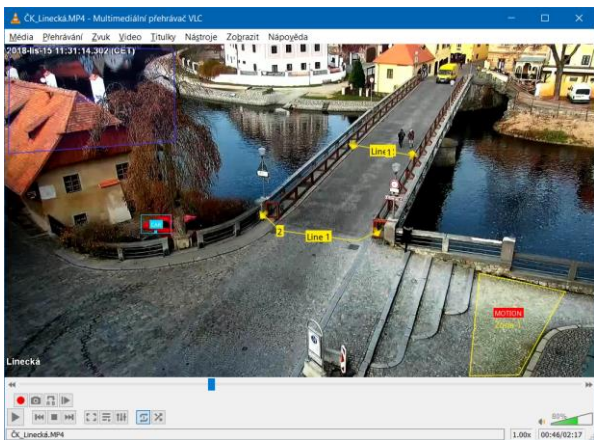 ČK_Linecká.MP4 - Multimediální přehrávač VLC
Média Přehrávání Zvuk Video Titulky Nástroje Zobrazit Nápověda
2018-lis-15 11:31:14.302 (CET)
Line 1
2
Line 1
MOTION
Linecká
80%
ČK_Linecká.MP4
1.00x 00:46/02:17